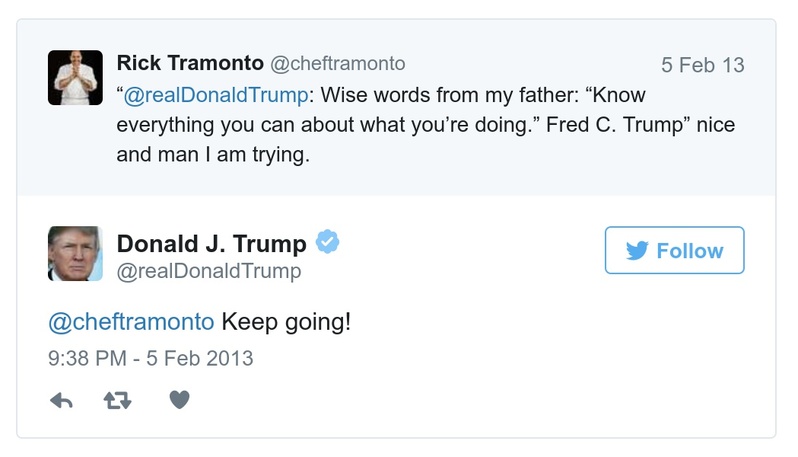 Rick Tramonto @cheftramonto 5 Feb 13
“@realDonaldTrump: Wise words from my father: “Know
everything you can about what you’re doing.” Fred C. Trump” nice
and man I am trying.
Donald J. Trump
Follow
@realDonaldTrump
@cheftramonto Keep going!
9:38 PM - 5 Feb 2013